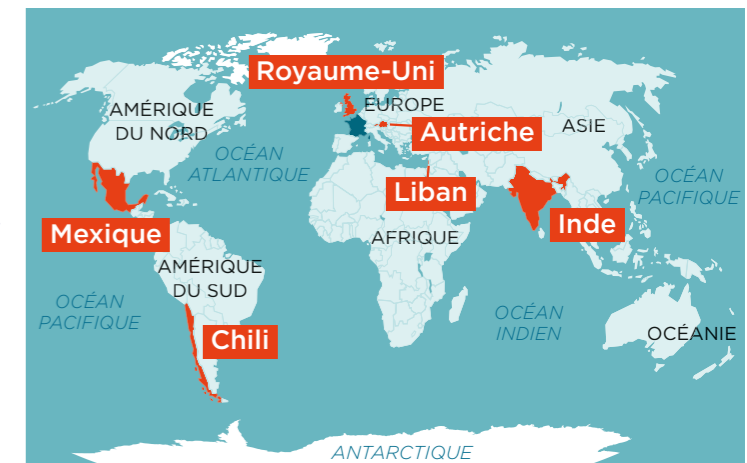 Royaume-Uni
AMÉRIQUE
DU NORD
EUROPE
Autriche
ASIE
OCÉAN
ATLANTIQUE
OCÉAN
PACIFIQUE
Liban
Inde
Mexique
AFRIQUE
AMÉRIQUE
DU SUD
OCÉAN
PACIFIQUE
OCÉAN
INDIEN
Chili
OCÉANIE
ANTARCTIQUE